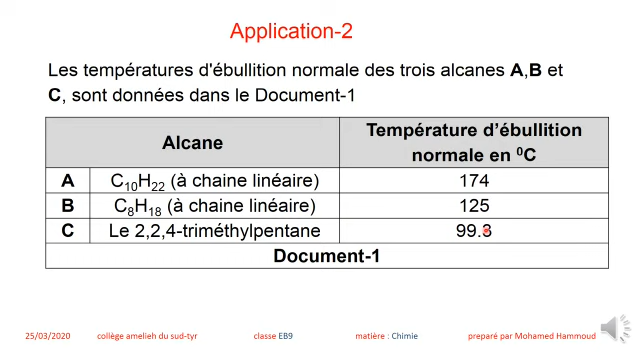 Application-2
Les températures d'ébullition normale des trois alcanes A,B et
C, sont données dans le Document-1
Alcane
Température d'ébullition
normale en ⁰C
A C₁₀H₂₂ (à chaine linéaire) 174
B C₈H₁₈ (à chaine linéaire) 125
C Le 2,2,4-triméthylpentane 99.3
Document-1
25/03/2020 collège amelieh du sud-tyr classe EB9 matière : Chimie preparé par Mohamed Hammoud